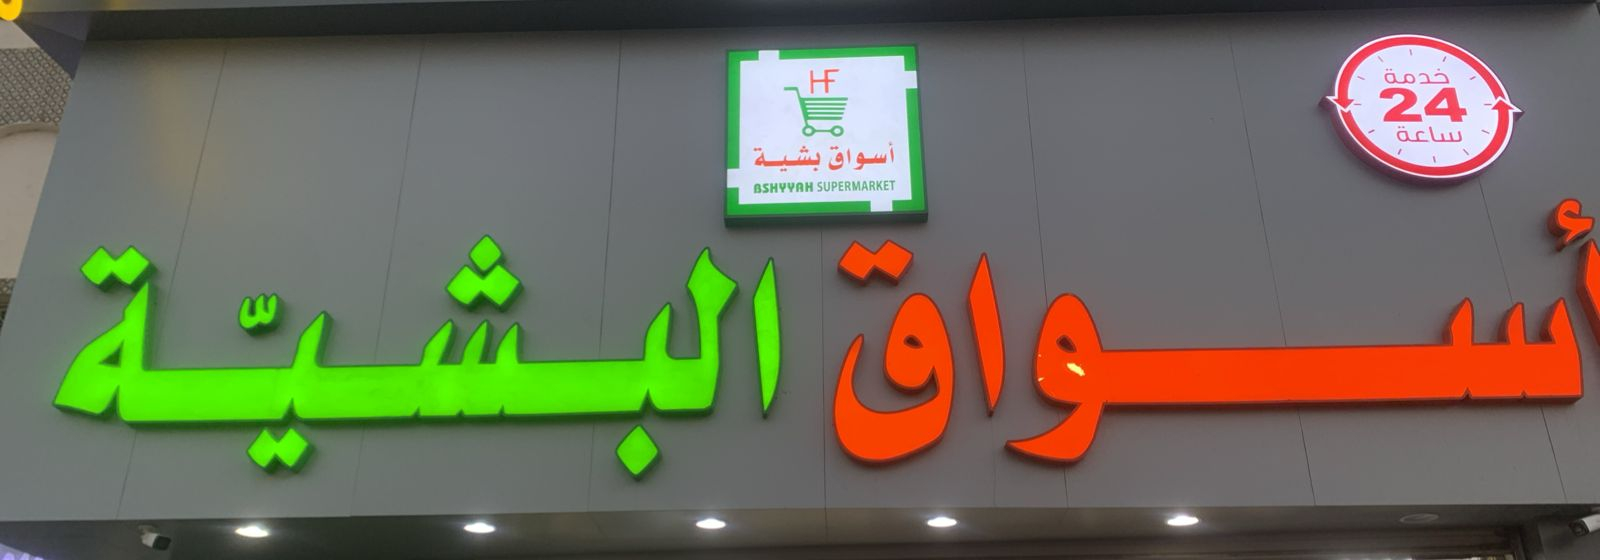 HF
أسواق بشية
BSHYYAH SUPERMARKET
خدمة
24
ساعة
أسواق البشيّة